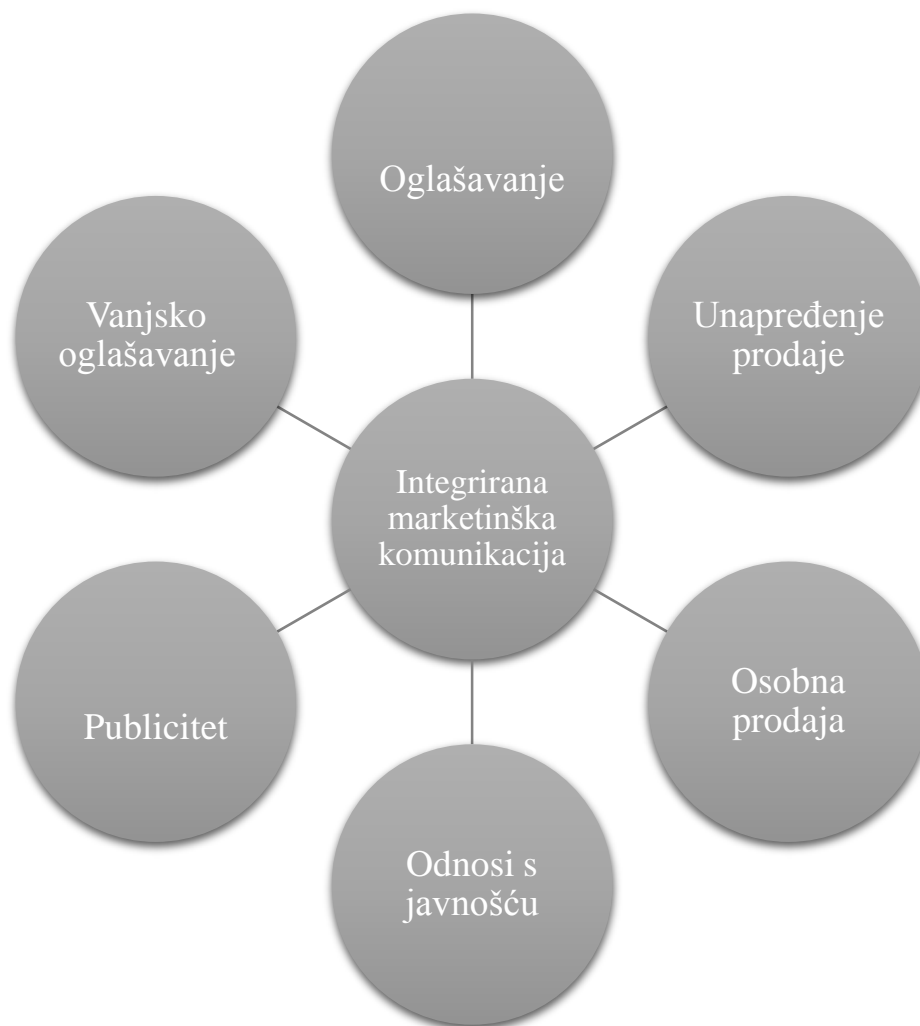 Oglašavanje
Unapređenje
prodaje
Osobna
prodaja
Odnosi s
javnošću
Publicitet
Vanjsko
oglašavanje
Integrirana
marketinška
komunikacija